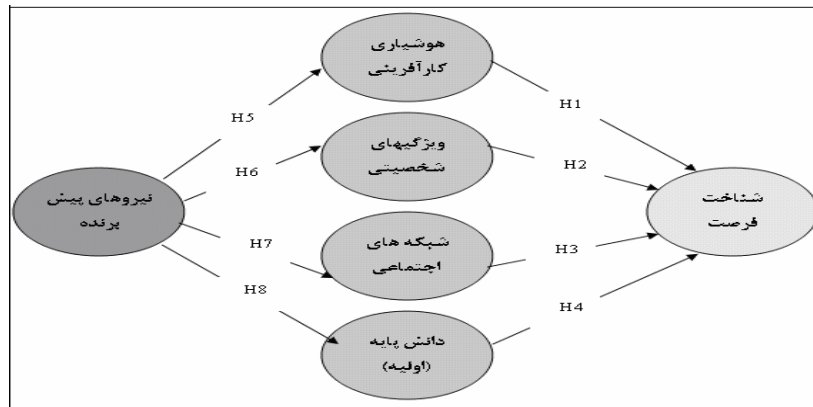 هوشیاری
کارآفرینی
H1
H5
ویژگیهای
شخصیتی
H2
H6
نیروهای پیش
برنده
شناخت
فرصت
شبکه های
اجتماعی
H3
H7
H8
H4
دانش پایه
(اولیه)